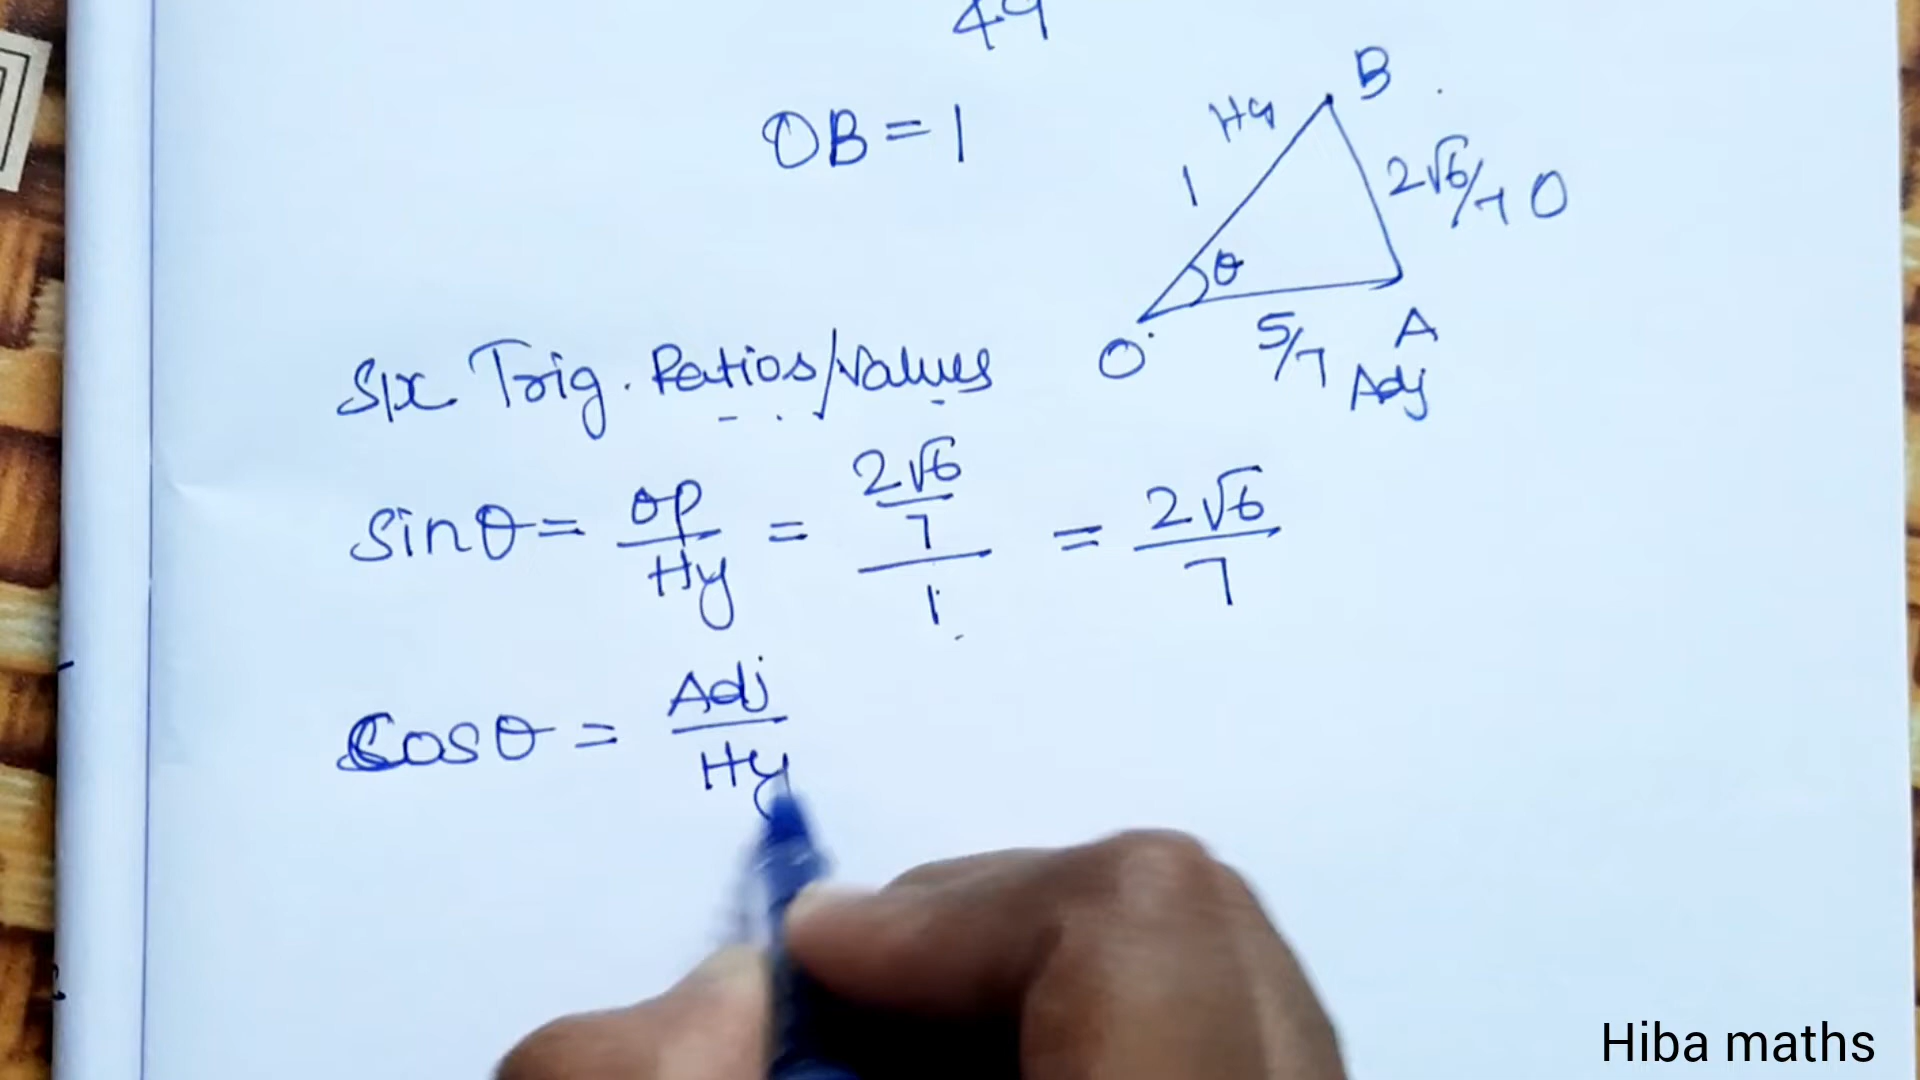 49
OB = 1
B
Hy
1
2√6/7 O
θ
O
5/7
A
Adj
Six Trig. Ratios/Values
sinθ = OP/Hy = (2√6/7)/1 = 2√6/7
Cosθ = Adj/Hy
Hiba maths